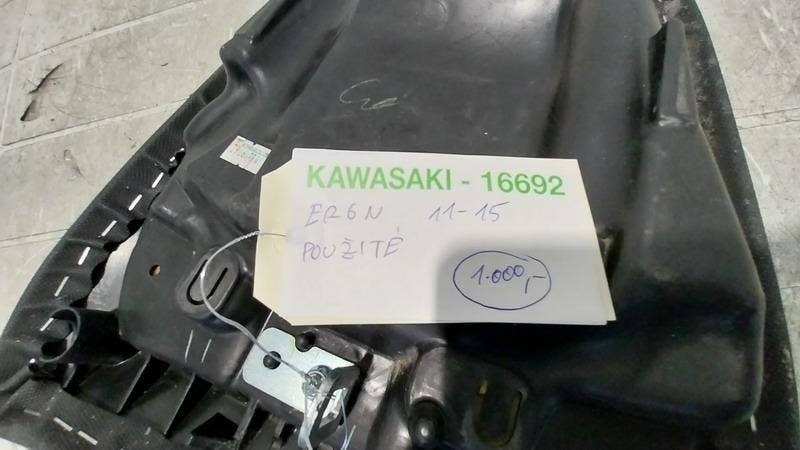 KAWASAKI - 16692
ER6N 11-15
POUŽITÉ
1.000,-